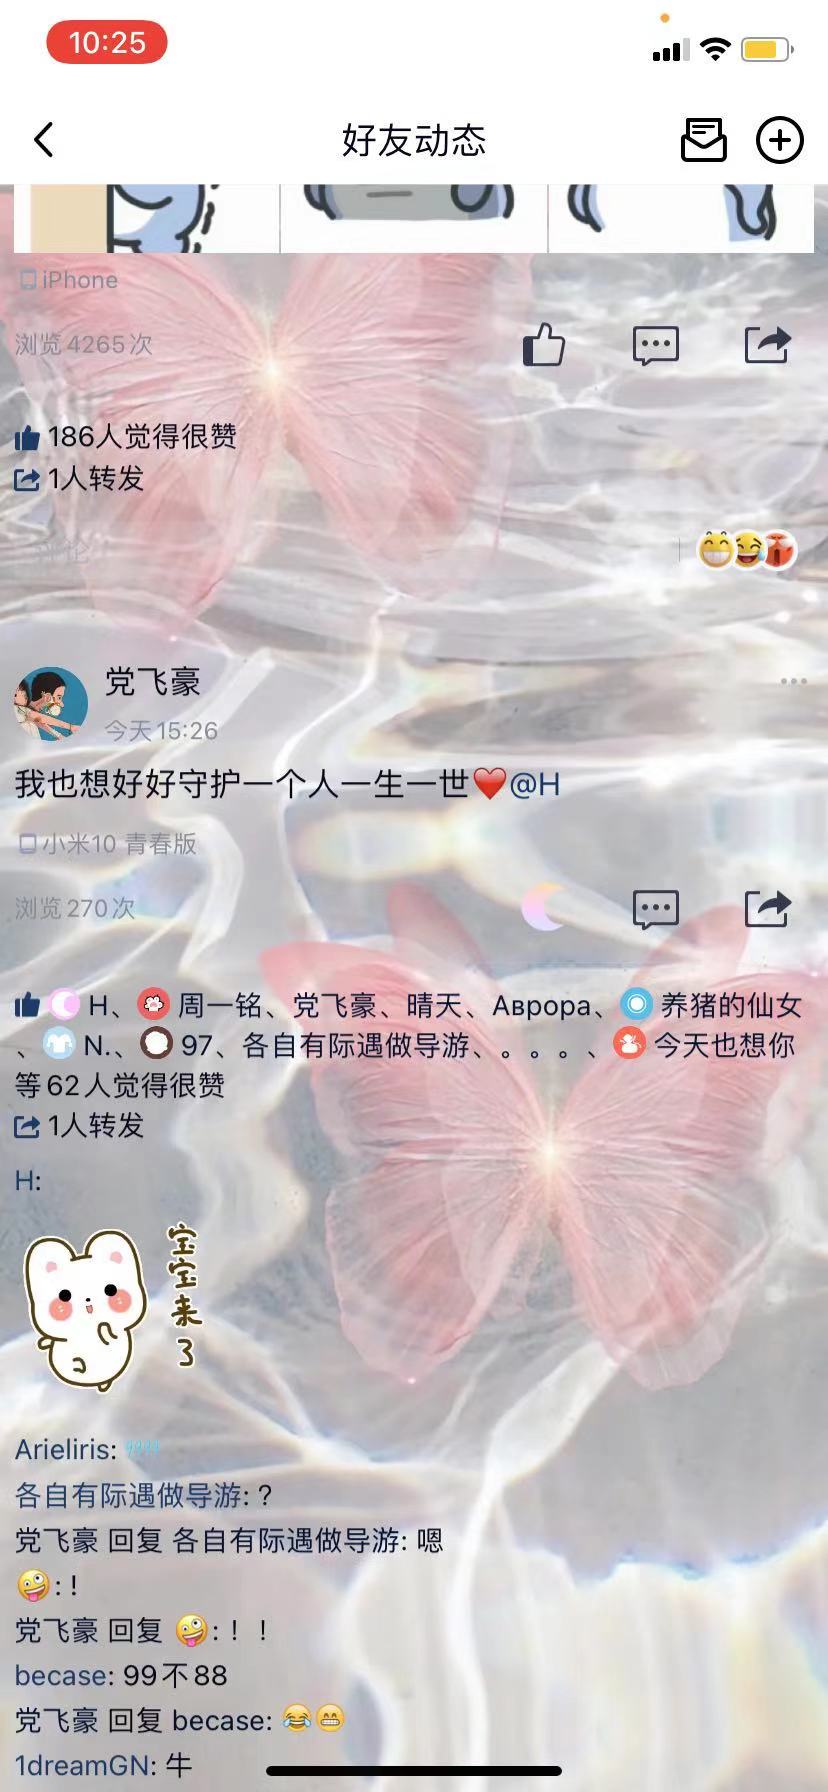 10:25
好友动态
iPhone
浏览4265次
186人觉得很赞
1人转发
评论
党飞豪
今天15:26
我也想好好守护一个人一生一世❤️@H
小米10 青春版
浏览270次
H、周一铭、党飞豪、晴天、Аврора、养猪的仙女
、N.、97、各自有际遇做导游、。。。。、今天也想你
等62人觉得很赞
1人转发
H:
宝宝来了
Arieliris: 9999
各自有际遇做导游: ?
党飞豪 回复 各自有际遇做导游: 嗯
🤪: !
党飞豪 回复 🤪: ！！
becase: 99不88
党飞豪 回复 becase: 😂😁
1dreamGN: 牛